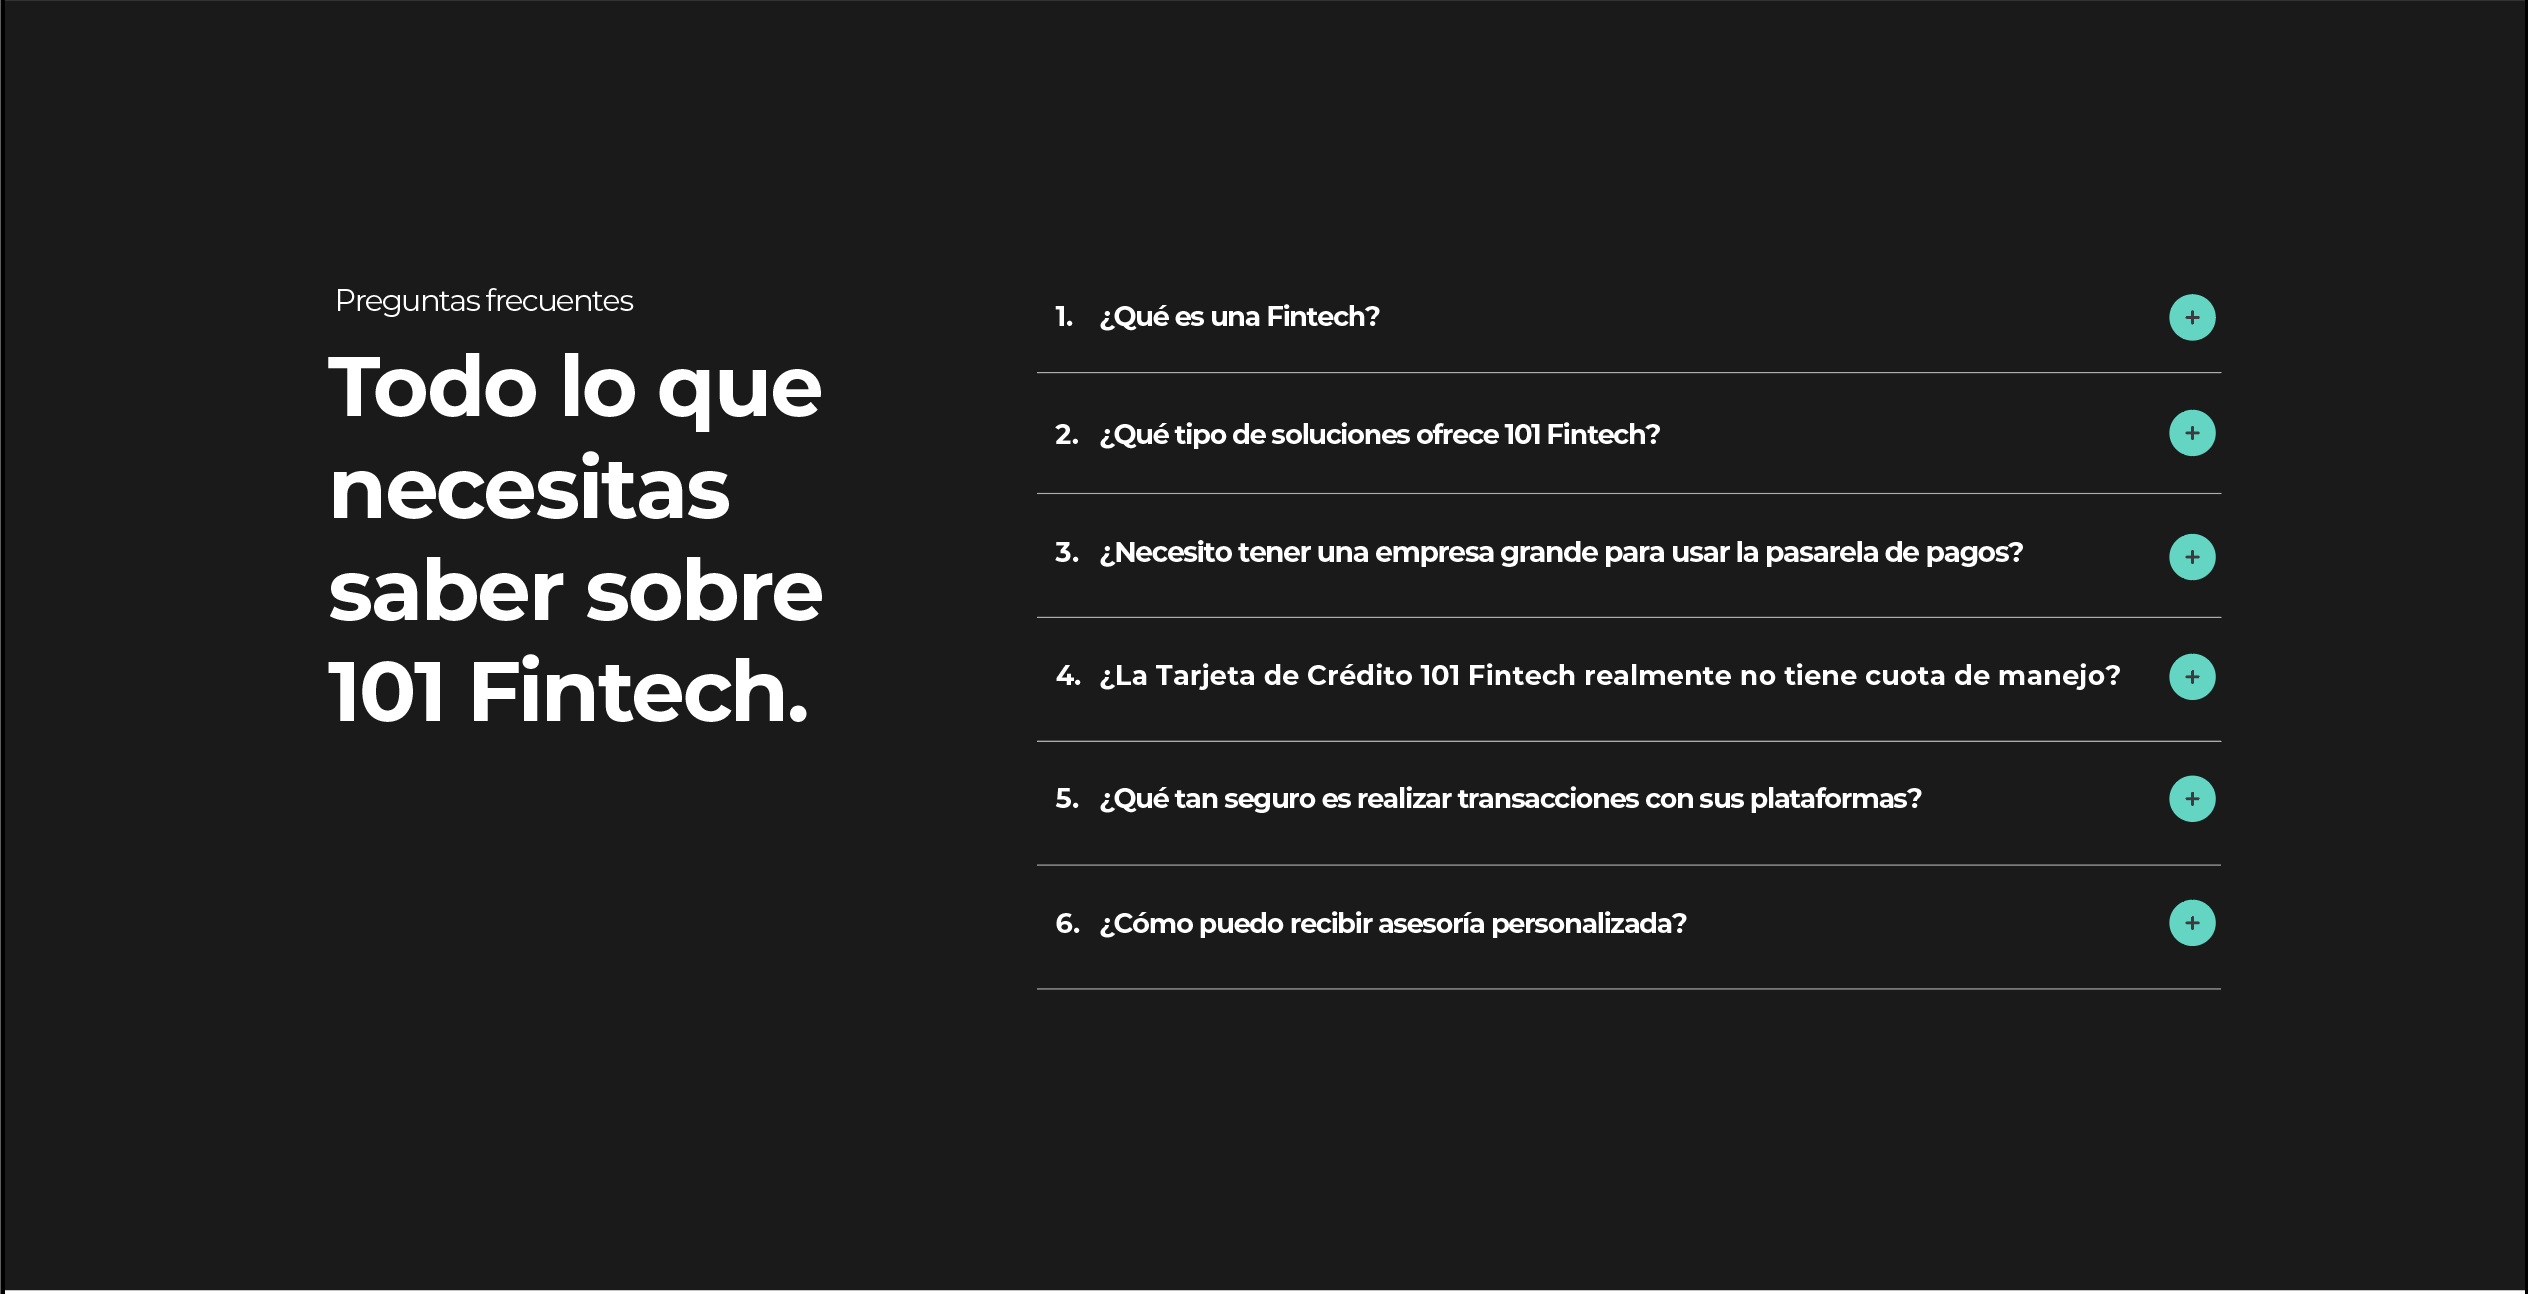 Preguntas frecuentes
Todo lo que
necesitas
saber sobre
101 Fintech.
1. ¿Qué es una Fintech?
2. ¿Qué tipo de soluciones ofrece 101 Fintech?
3. ¿Necesito tener una empresa grande para usar la pasarela de pagos?
4. ¿La Tarjeta de Crédito 101 Fintech realmente no tiene cuota de manejo?
5. ¿Qué tan seguro es realizar transacciones con sus plataformas?
6. ¿Cómo puedo recibir asesoría personalizada?